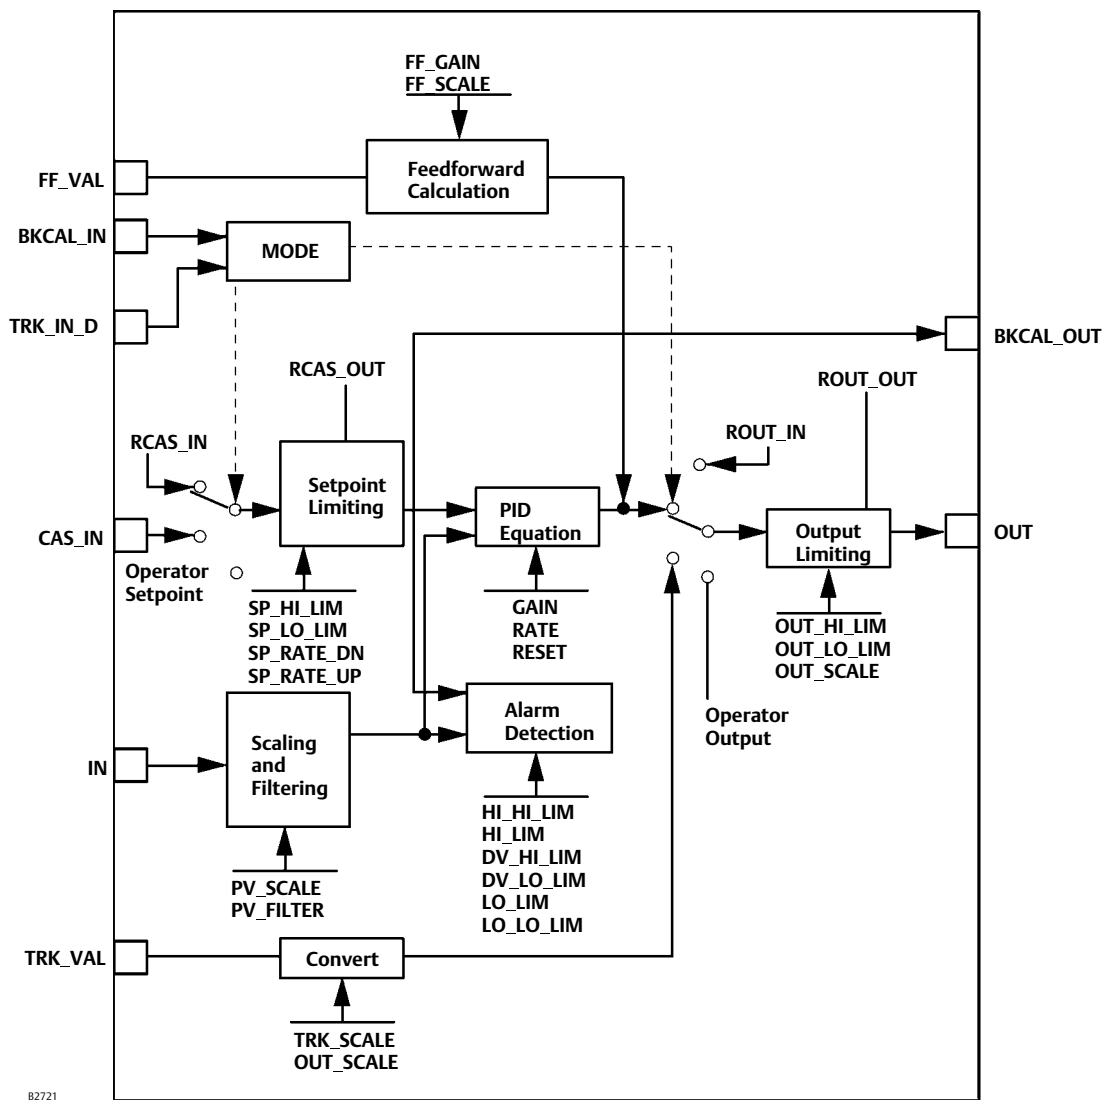 FF_GAIN
FF_SCALE
Feedforward
Calculation
FF_VAL
BKCAL_IN
MODE
TRK_IN_D
BKCAL_OUT
RCAS_OUT
ROUT_OUT
RCAS_IN
ROUT_IN
Setpoint
Limiting
PID
Equation
CAS_IN
Output
Limiting
OUT
Operator
Setpoint
SP_HI_LIM
SP_LO_LIM
SP_RATE_DN
SP_RATE_UP
GAIN
RATE
RESET
OUT_HI_LIM
OUT_LO_LIM
OUT_SCALE
Alarm
Detection
Operator
Output
IN
Scaling
and
Filtering
HI_HI_LIM
HI_LIM
DV_HI_LIM
DV_LO_LIM
LO_LIM
LO_LO_LIM
PV_SCALE
PV_FILTER
TRK_VAL
Convert
TRK_SCALE
OUT_SCALE
B2721